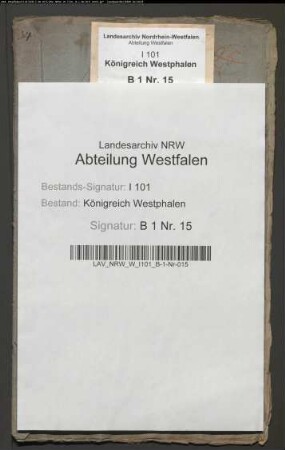 Landesarchiv Nordrhein-Westfalen
Abteilung Westfalen
I 101
Königreich Westphalen
B 1 Nr. 15
Landesarchiv NRW
Abteilung Westfalen
Bestands-Signatur: I 101
Bestand: Königreich Westphalen
Signatur: B 1 Nr. 15
LAV_NRW_W_I101_B-1-Nr-015